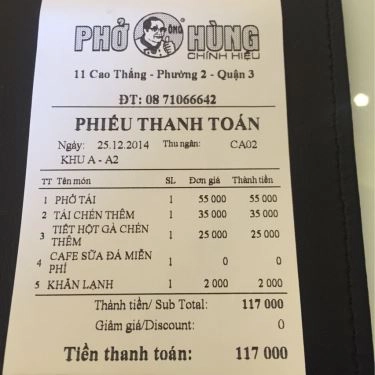 PHỞ ÔNG HÙNG
CHÍNH HIỆU
11 Cao Thắng - Phường 2 - Quận 3
ĐT: 08 71066642
PHIẾU THANH TOÁN
Ngày: 25.12.2014 Thu ngân: CA02
KHU A - A2
TT Tên món SL Đơn giá Thành tiền
1 PHỞ TÁI 1 55 000 55 000
2 TÁI CHÉN THÊM 1 35 000 35 000
3 TIẾT HỘT GÀ CHÉN THÊM 1 25 000 25 000
4 CAFE SỮA ĐÁ MIỄN PHÍ 1 0 0
5 KHĂN LẠNH 1 2 000 2 000
Thành tiền/ Sub Total: 117 000
Giảm giá/Discount: 0
Tiền thanh toán: 117 000